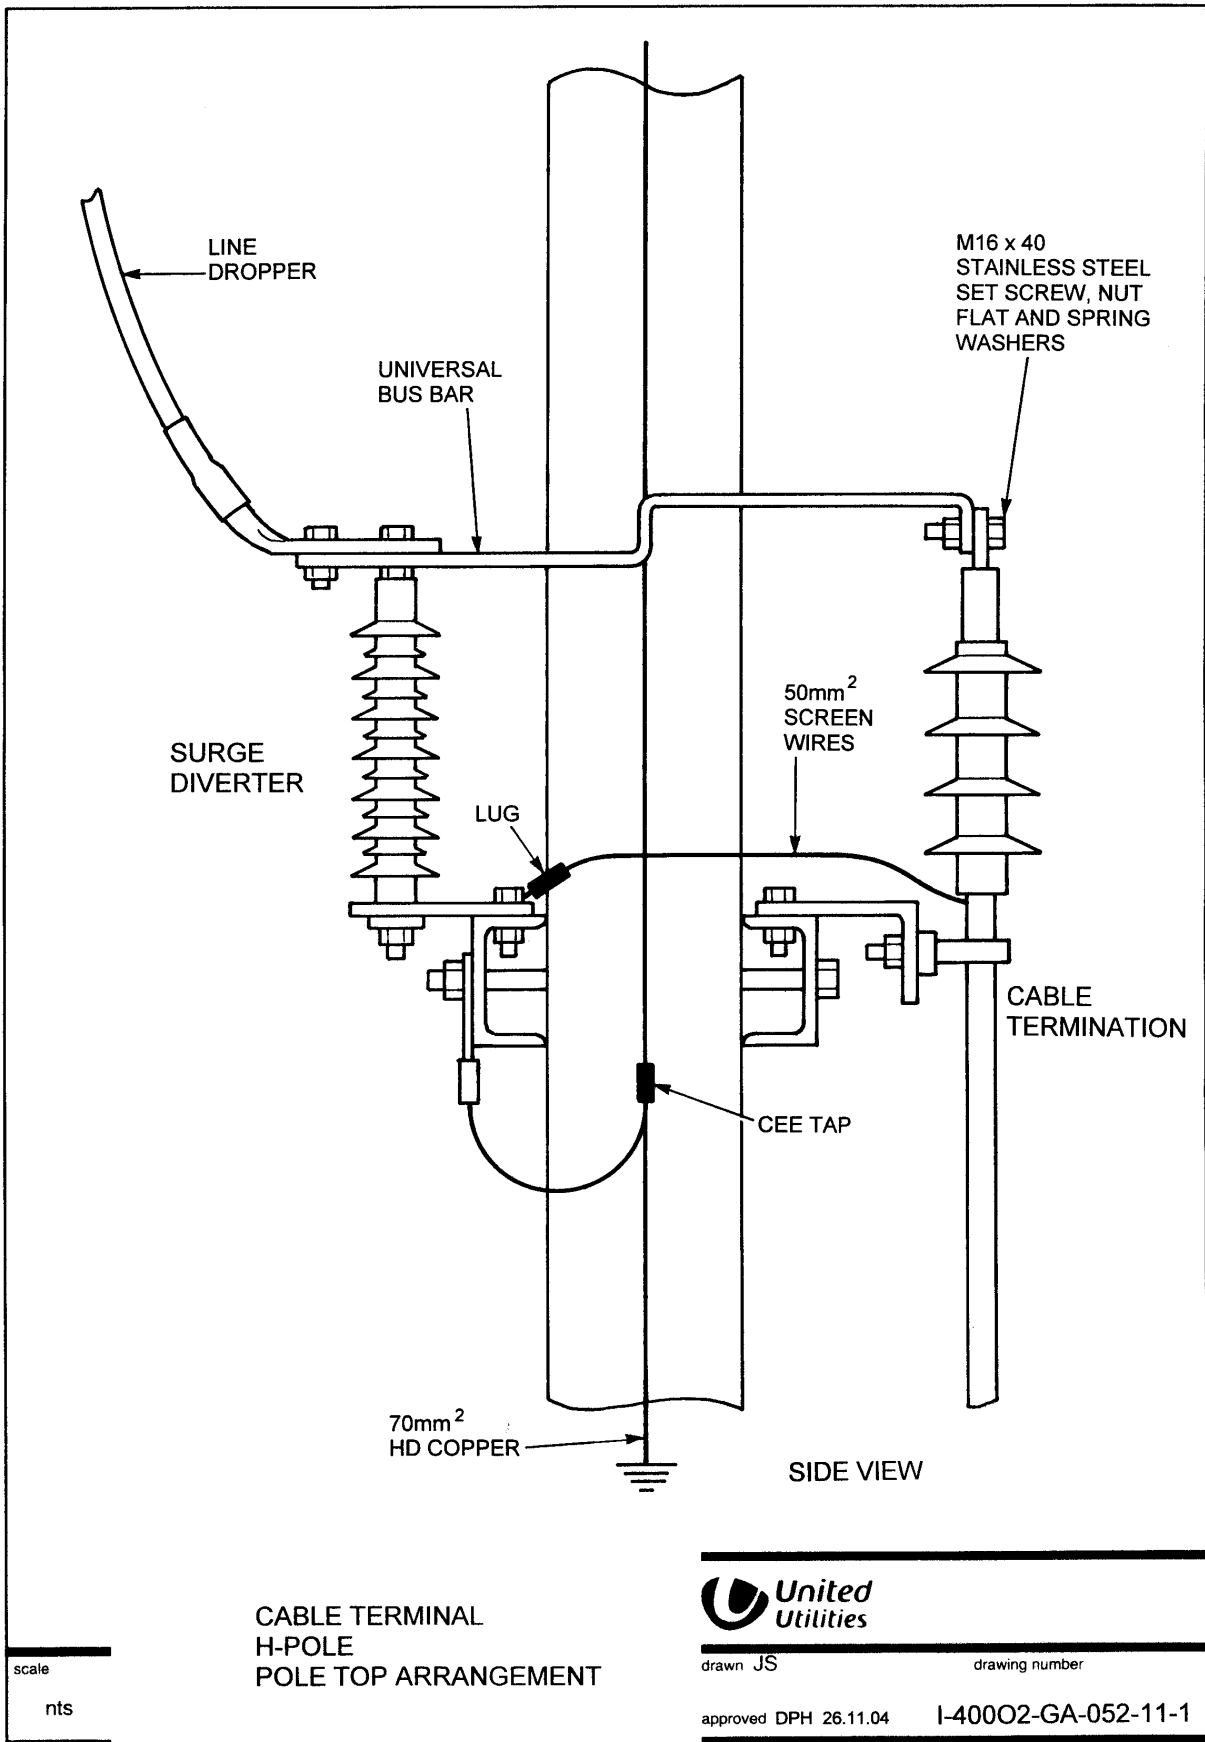 LINE
DROPPER
M16 x 40
STAINLESS STEEL
SET SCREW, NUT
FLAT AND SPRING
WASHERS
UNIVERSAL
BUS BAR
50mm²
SCREEN
WIRES
SURGE
DIVERTER
LUG
CABLE
TERMINATION
CEE TAP
70mm²
HD COPPER
SIDE VIEW
CABLE TERMINAL
H-POLE
POLE TOP ARRANGEMENT
United
Utilities
scale
nts
drawn JS
drawing number
approved DPH 26.11.04
I-400O2-GA-052-11-1